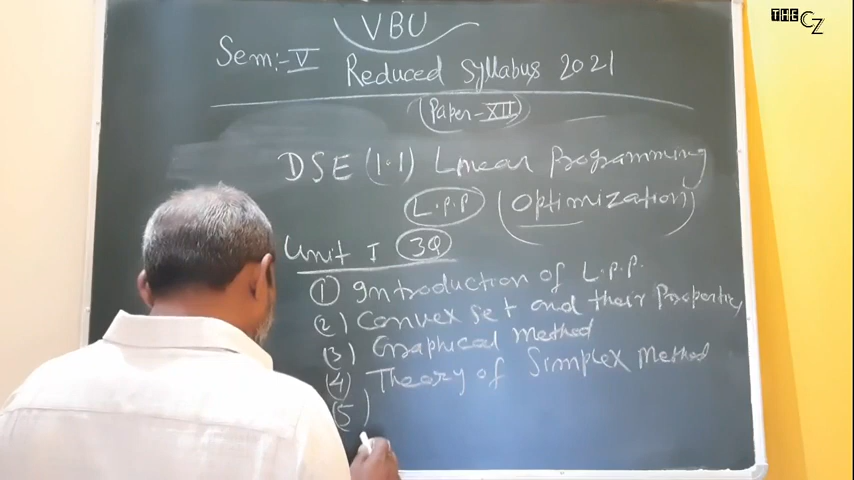 THE CZ
VBU
Sem:- V Reduced Syllabus 2021
(Paper-XII)
DSE (1.1) Linear Programming
L.P.P (Optimization)
Unit I 3Q
(1) Introduction of L.P.P.
(2) Convex set and their Properties
(3) Graphical Method
(4) Theory of Simplex Method
(5)